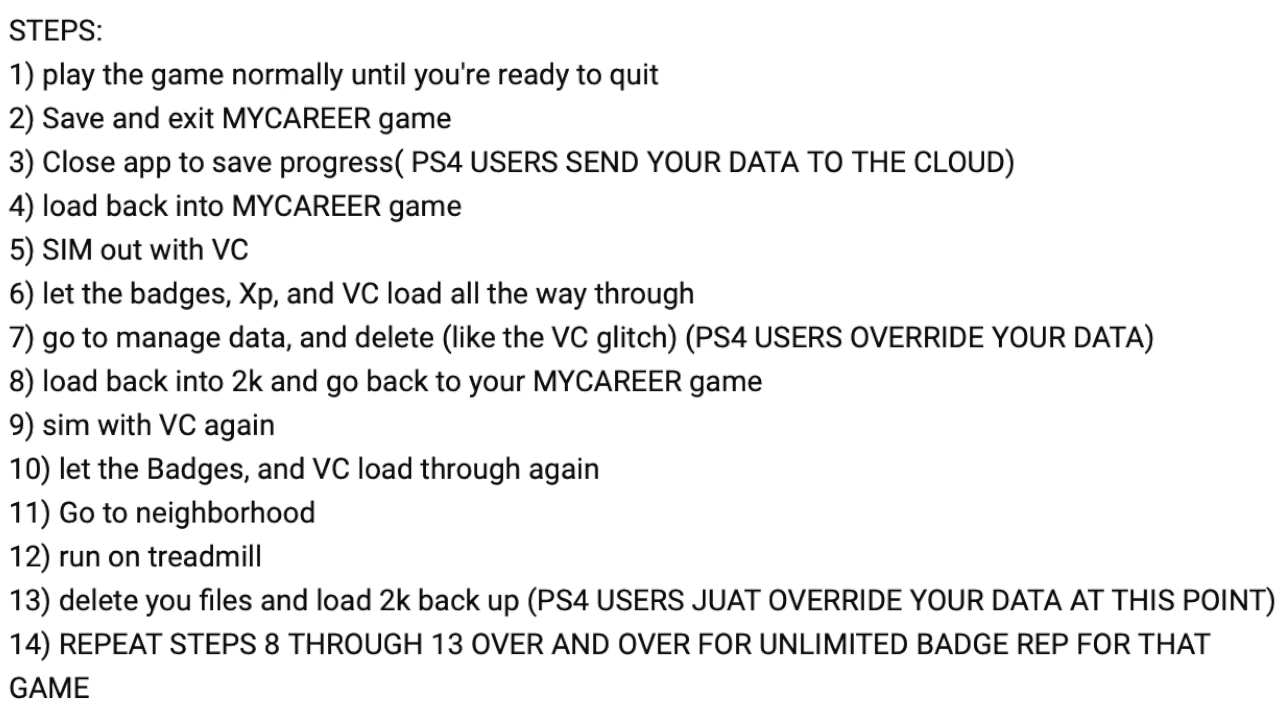 STEPS:
1) play the game normally until you're ready to quit
2) Save and exit MYCAREER game
3) Close app to save progress( PS4 USERS SEND YOUR DATA TO THE CLOUD)
4) load back into MYCAREER game
5) SIM out with VC
6) let the badges, Xp, and VC load all the way through
7) go to manage data, and delete (like the VC glitch) (PS4 USERS OVERRIDE YOUR DATA)
8) load back into 2k and go back to your MYCAREER game
9) sim with VC again
10) let the Badges, and VC load through again
11) Go to neighborhood
12) run on treadmill
13) delete you files and load 2k back up (PS4 USERS JUAT OVERRIDE YOUR DATA AT THIS POINT)
14) REPEAT STEPS 8 THROUGH 13 OVER AND OVER FOR UNLIMITED BADGE REP FOR THAT
GAME